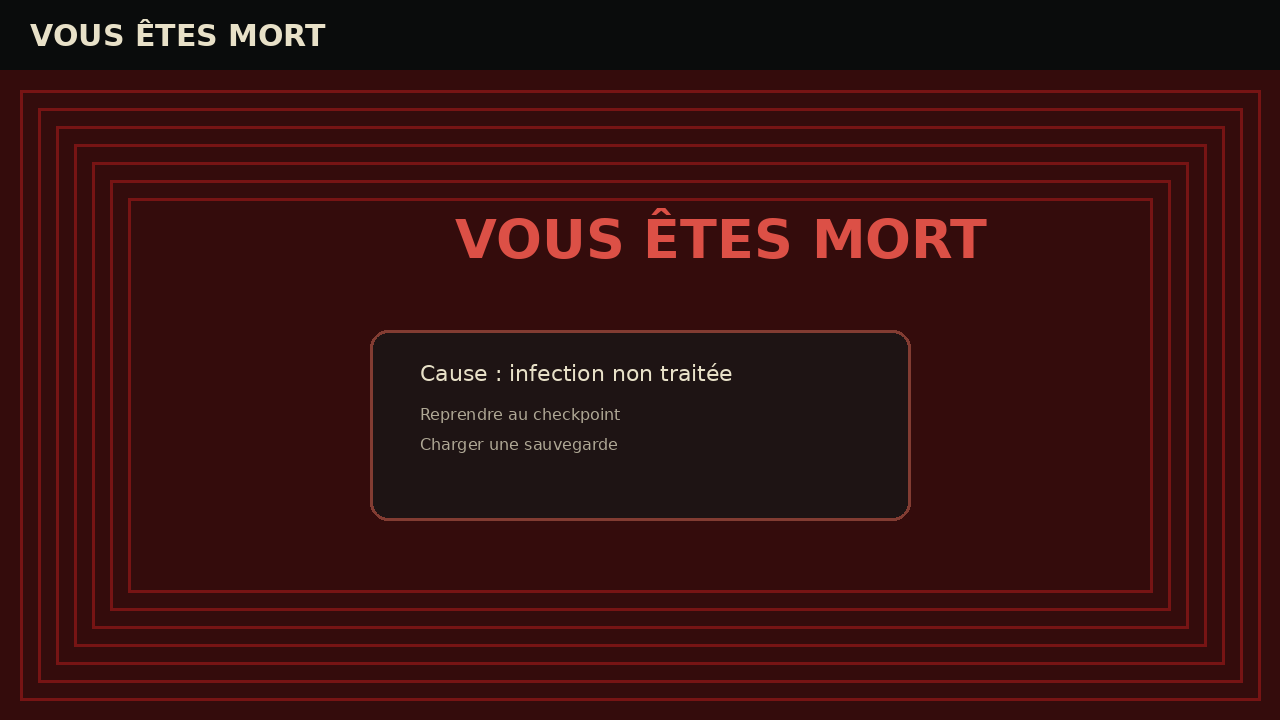 VOUS ÊTES MORT
VOUS ÊTES MORT
Cause : infection non traitée
Reprendre au checkpoint
Charger une sauvegarde